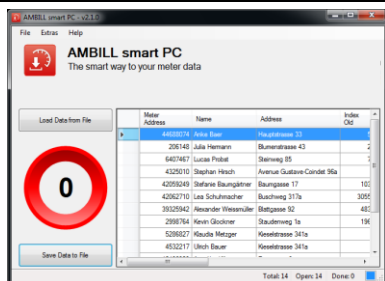 AMBILL smart PC - v2.1.0
File Extras Help
AMBILL smart PC
The smart way to your meter data
Load Data from File
0
Save Data to File
Meter Address Name Address Index Old
44608074 Anke Baer Hauptstrasse 33
206148 Julia Hermann Blumenstrasse 43
6407467 Lucas Probst Steinweg 85
4325010 Stephan Hirsch Avenue Gustave-Coindet 96a
42059249 Stefanie Baumgärtner Baumgasse 17
42062710 Lea Schuhmacher Buschweg 317s
39325942 Alexander Weissmüller Blattgasse 92
2998764 Kevin Glockner Staudenweg 1a
5286827 Klaudia Metzger Kieselstrasse 341a
4532217 Ulrich Bauer Kieselstrasse 341a
Total: 14 Open: 14 Done: 0